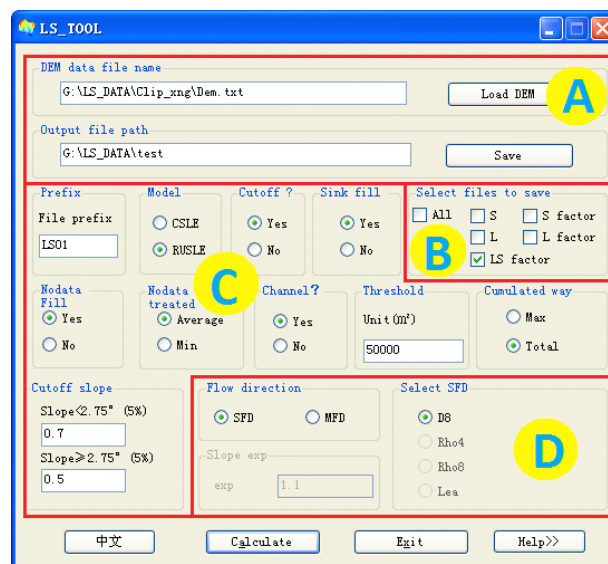 LS_TOOL
DEM data file name
G:\LS_DATA\Clip_xng\Dem.txt
Load DEM
A
Output file path
G:\LS_DATA\test
Save
Prefix
Model
Cutoff ?
Sink fill
Select files to save
File prefix
CSLE
Yes
Yes
All
S
S factor
LS01
RUSLE
No
No
B
L
L factor
LS factor
C
Nodata Fill
Nodata treated
Channel?
Threshold
Cumulated way
Yes
Average
Yes
Unit(m²)
Max
No
Min
No
50000
Total
Cutoff slope
Flow direction
Select SFD
Slope<2.75° (5%)
SFD
MFD
D8
0.7
Rho4
D
Slope≥2.75° (5%)
Slope exp
Rho8
0.5
exp
1.1
Lea
中文
Calculate
Exit
Help>>